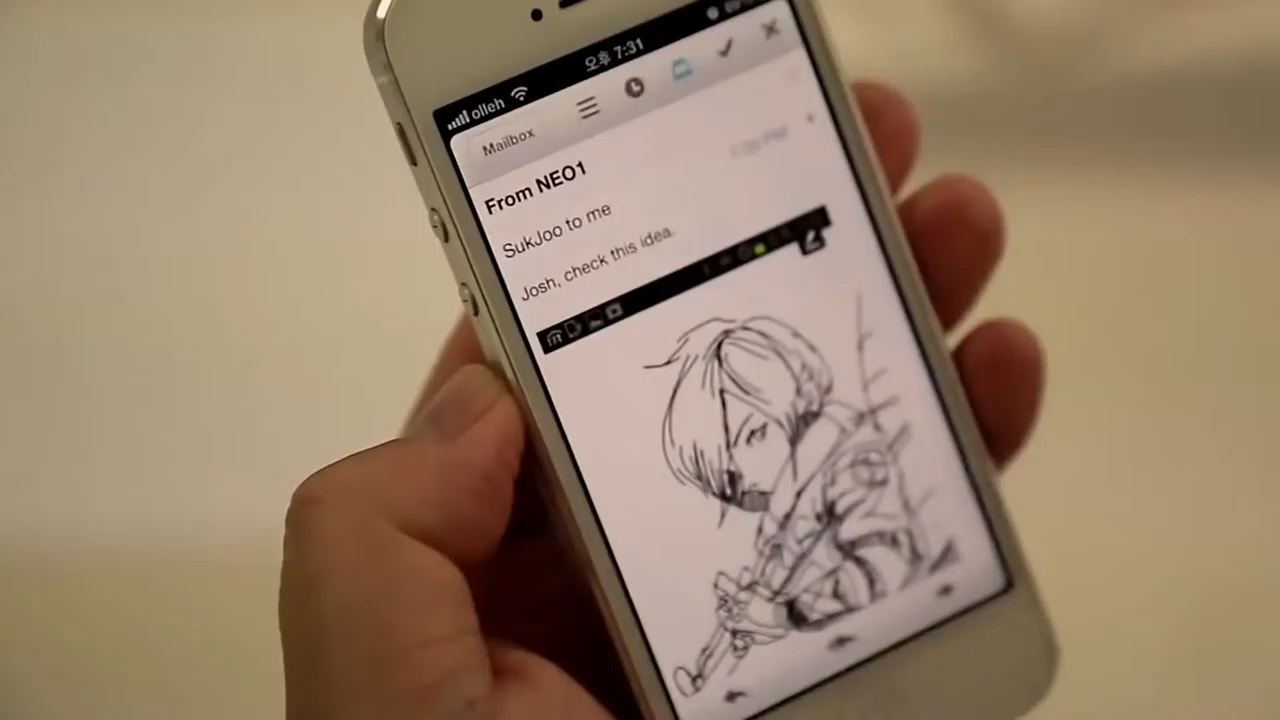 olleh 오후 7:31
Mailbox
From NEO1
SukJoo to me
Josh, check this idea.